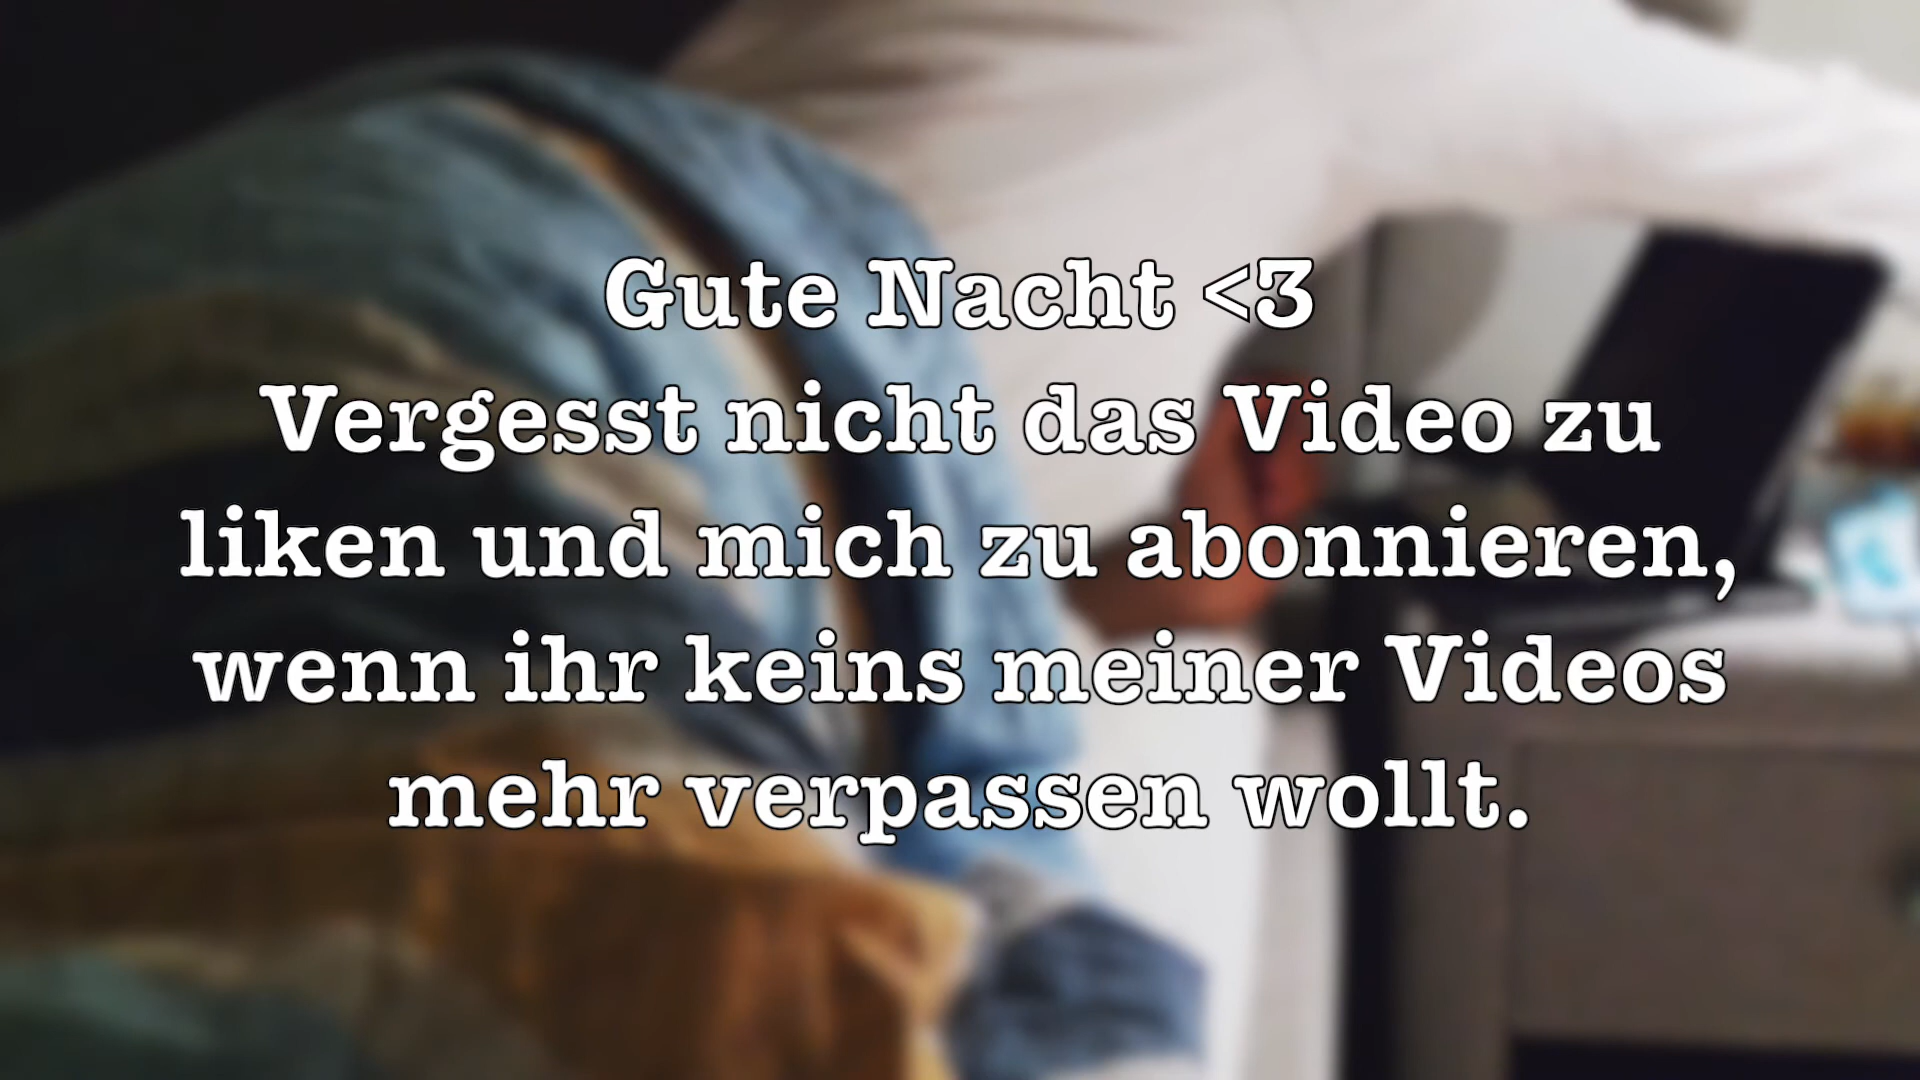 Gute Nacht <3
Vergesst nicht das Video zu
liken und mich zu abonnieren,
wenn ihr keins meiner Videos
mehr verpassen wollt.